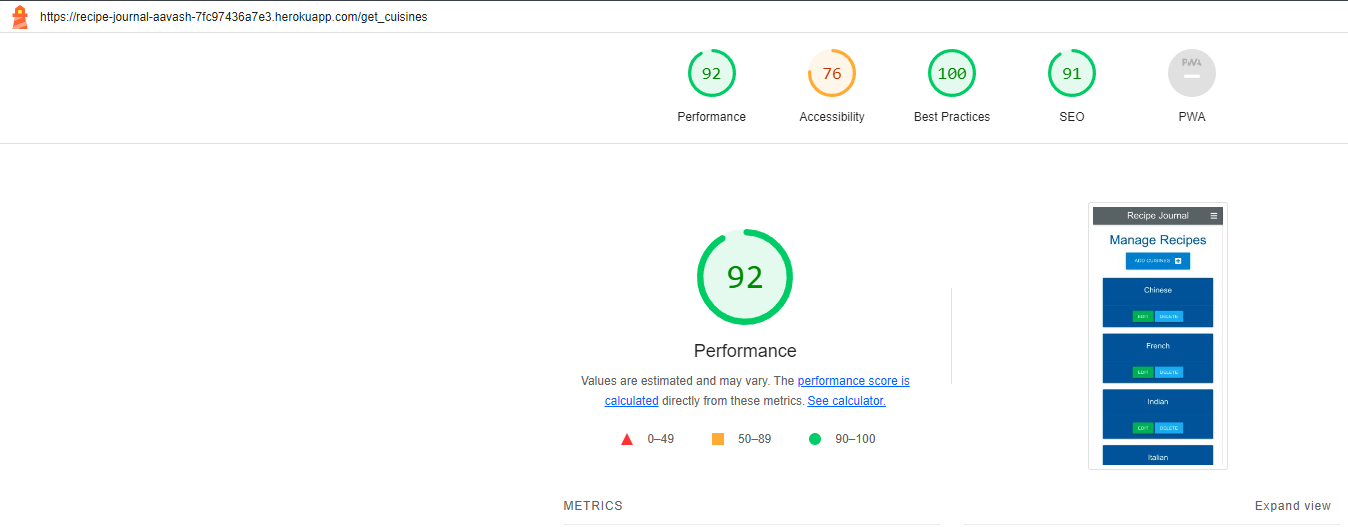 https://recipe-journal-aavash-7fc97436a7e3.herokuapp.com/get_cuisines
92
76
100
91
PWA
Performance
Accessibility
Best Practices
SEO
PWA
92
Performance
Values are estimated and may vary. The performance score is
calculated directly from these metrics. See calculator.
0–49
50–89
90–100
Recipe Journal
Manage Recipes
ADD CUISINES
Chinese
EDIT DELETE
French
EDIT DELETE
Indian
EDIT DELETE
Italian
METRICS
Expand view